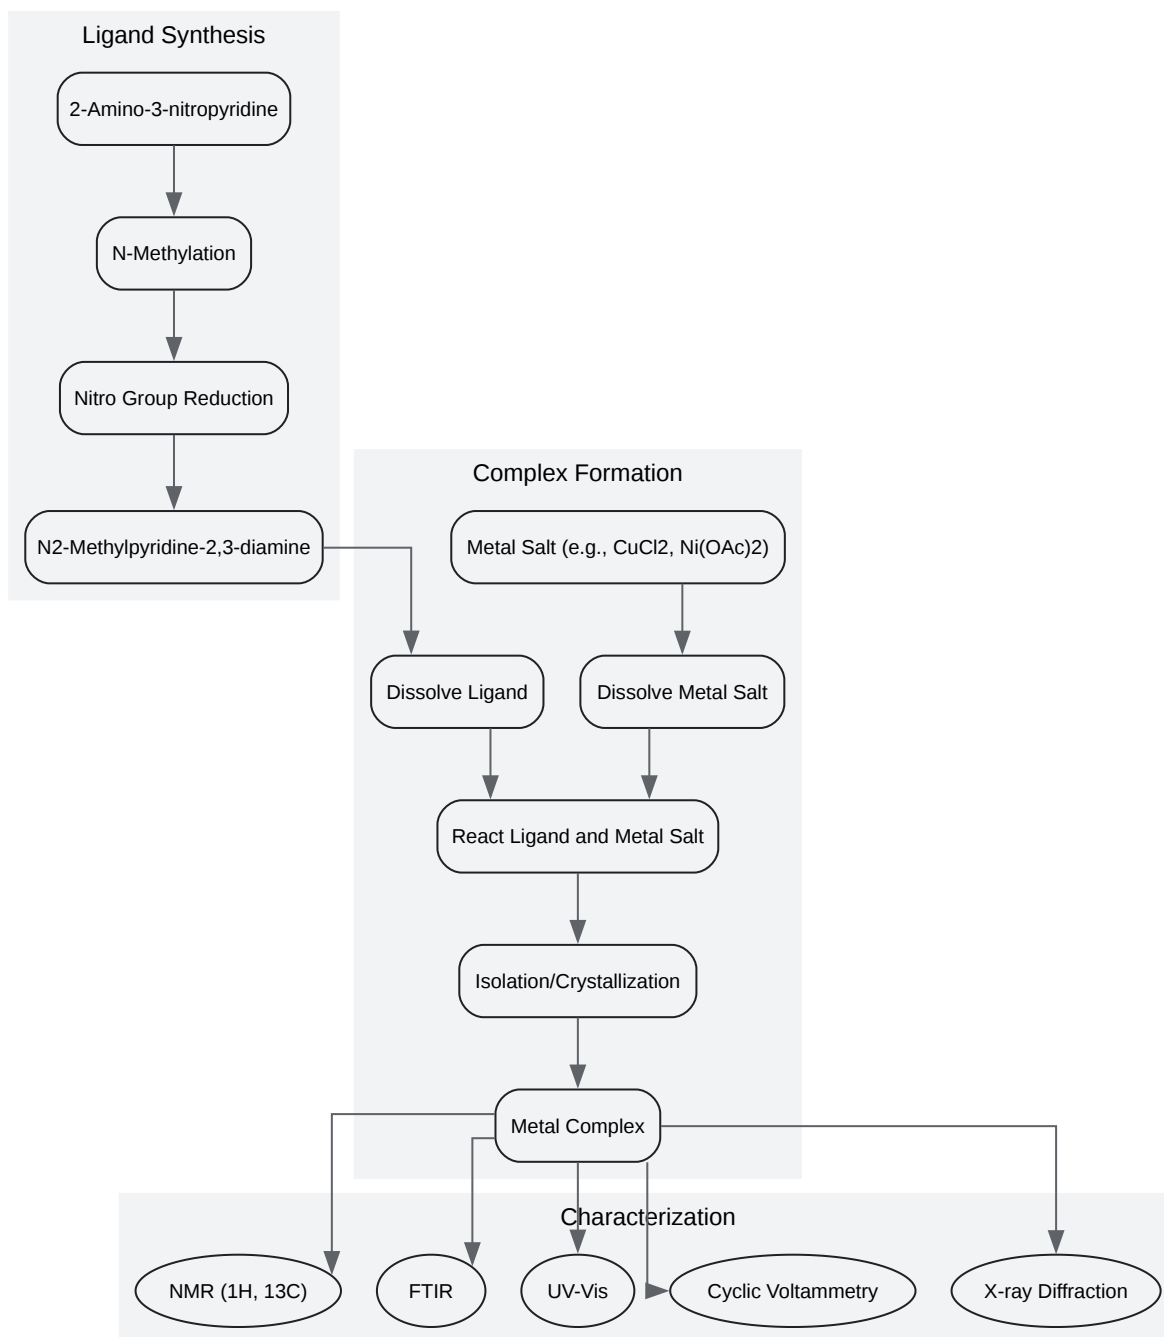 Ligand Synthesis
2-Amino-3-nitropyridine
N-Methylation
Nitro Group Reduction
N2-Methylpyridine-2,3-diamine
Complex Formation
Metal Salt (e.g., CuCl2, Ni(OAc)2)
Dissolve Ligand
Dissolve Metal Salt
React Ligand and Metal Salt
Isolation/Crystallization
Metal Complex
Characterization
NMR (1H, 13C)
FTIR
UV-Vis
Cyclic Voltammetry
X-ray Diffraction